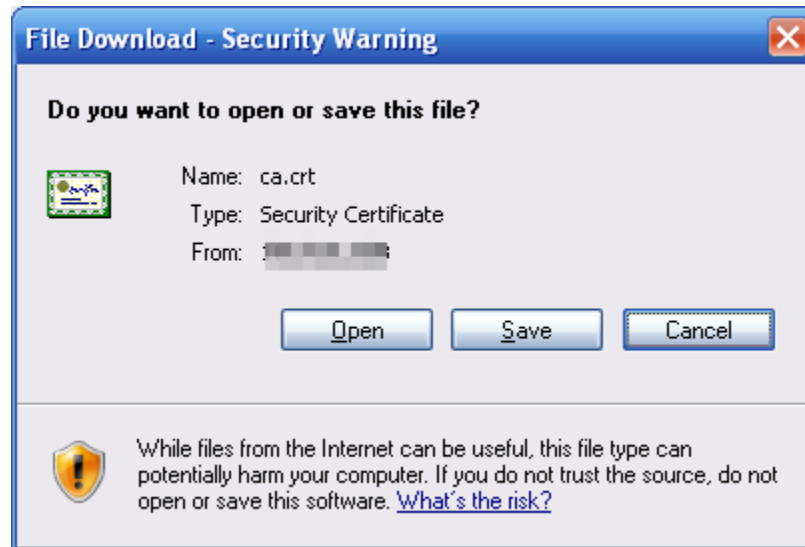 File Download - Security Warning
Do you want to open or save this file?
Name: ca.crt
Type: Security Certificate
From:
Open Save Cancel
While files from the Internet can be useful, this file type can
potentially harm your computer. If you do not trust the source, do not
open or save this software. What's the risk?